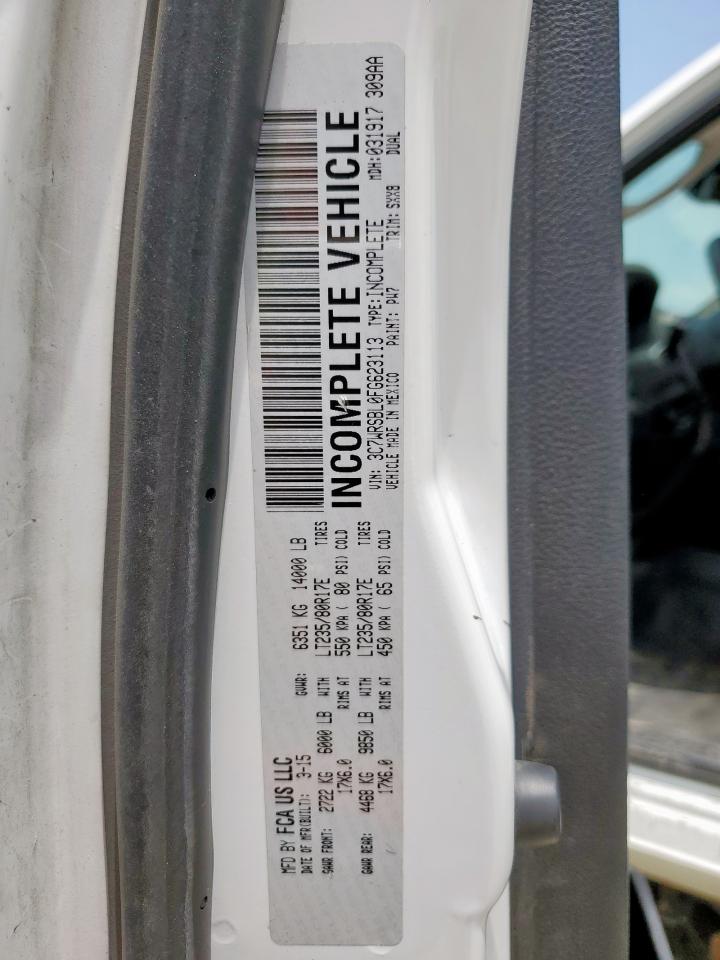 MFD BY FCA US LLC
DATE OF MFR(BUILT): 3-15 GVWR: 6351 KG 14000 LB
GAWR FRONT: 2722 KG 6000 LB WITH LT235/80R17E TIRES
17X6.0 RIMS AT 550 KPA ( 80 PSI) COLD
GAWR REAR: 4468 KG 9850 LB WITH LT235/80R17E TIRES
17X6.0 RIMS AT 450 KPA ( 65 PSI) COLD
INCOMPLETE VEHICLE
MDH:031917 309AA
VIN: 3C7WRSBL0FG623113 TYPE:INCOMPLETE DUAL
VEHICLE MADE IN MEXICO PAINT: PW7 TRIM: SXX8